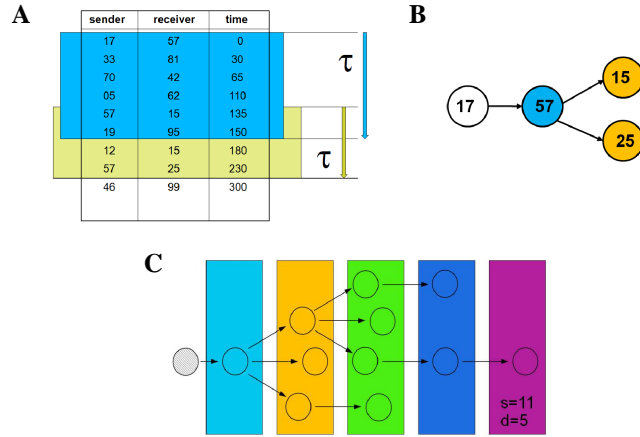 A
sender receiver time
17 57 0
33 81 30
70 42 65
05 62 110
57 15 135
19 95 150
12 15 180
57 25 230
46 99 300
τ
τ
B
17
57
15
25
C
s=11
d=5